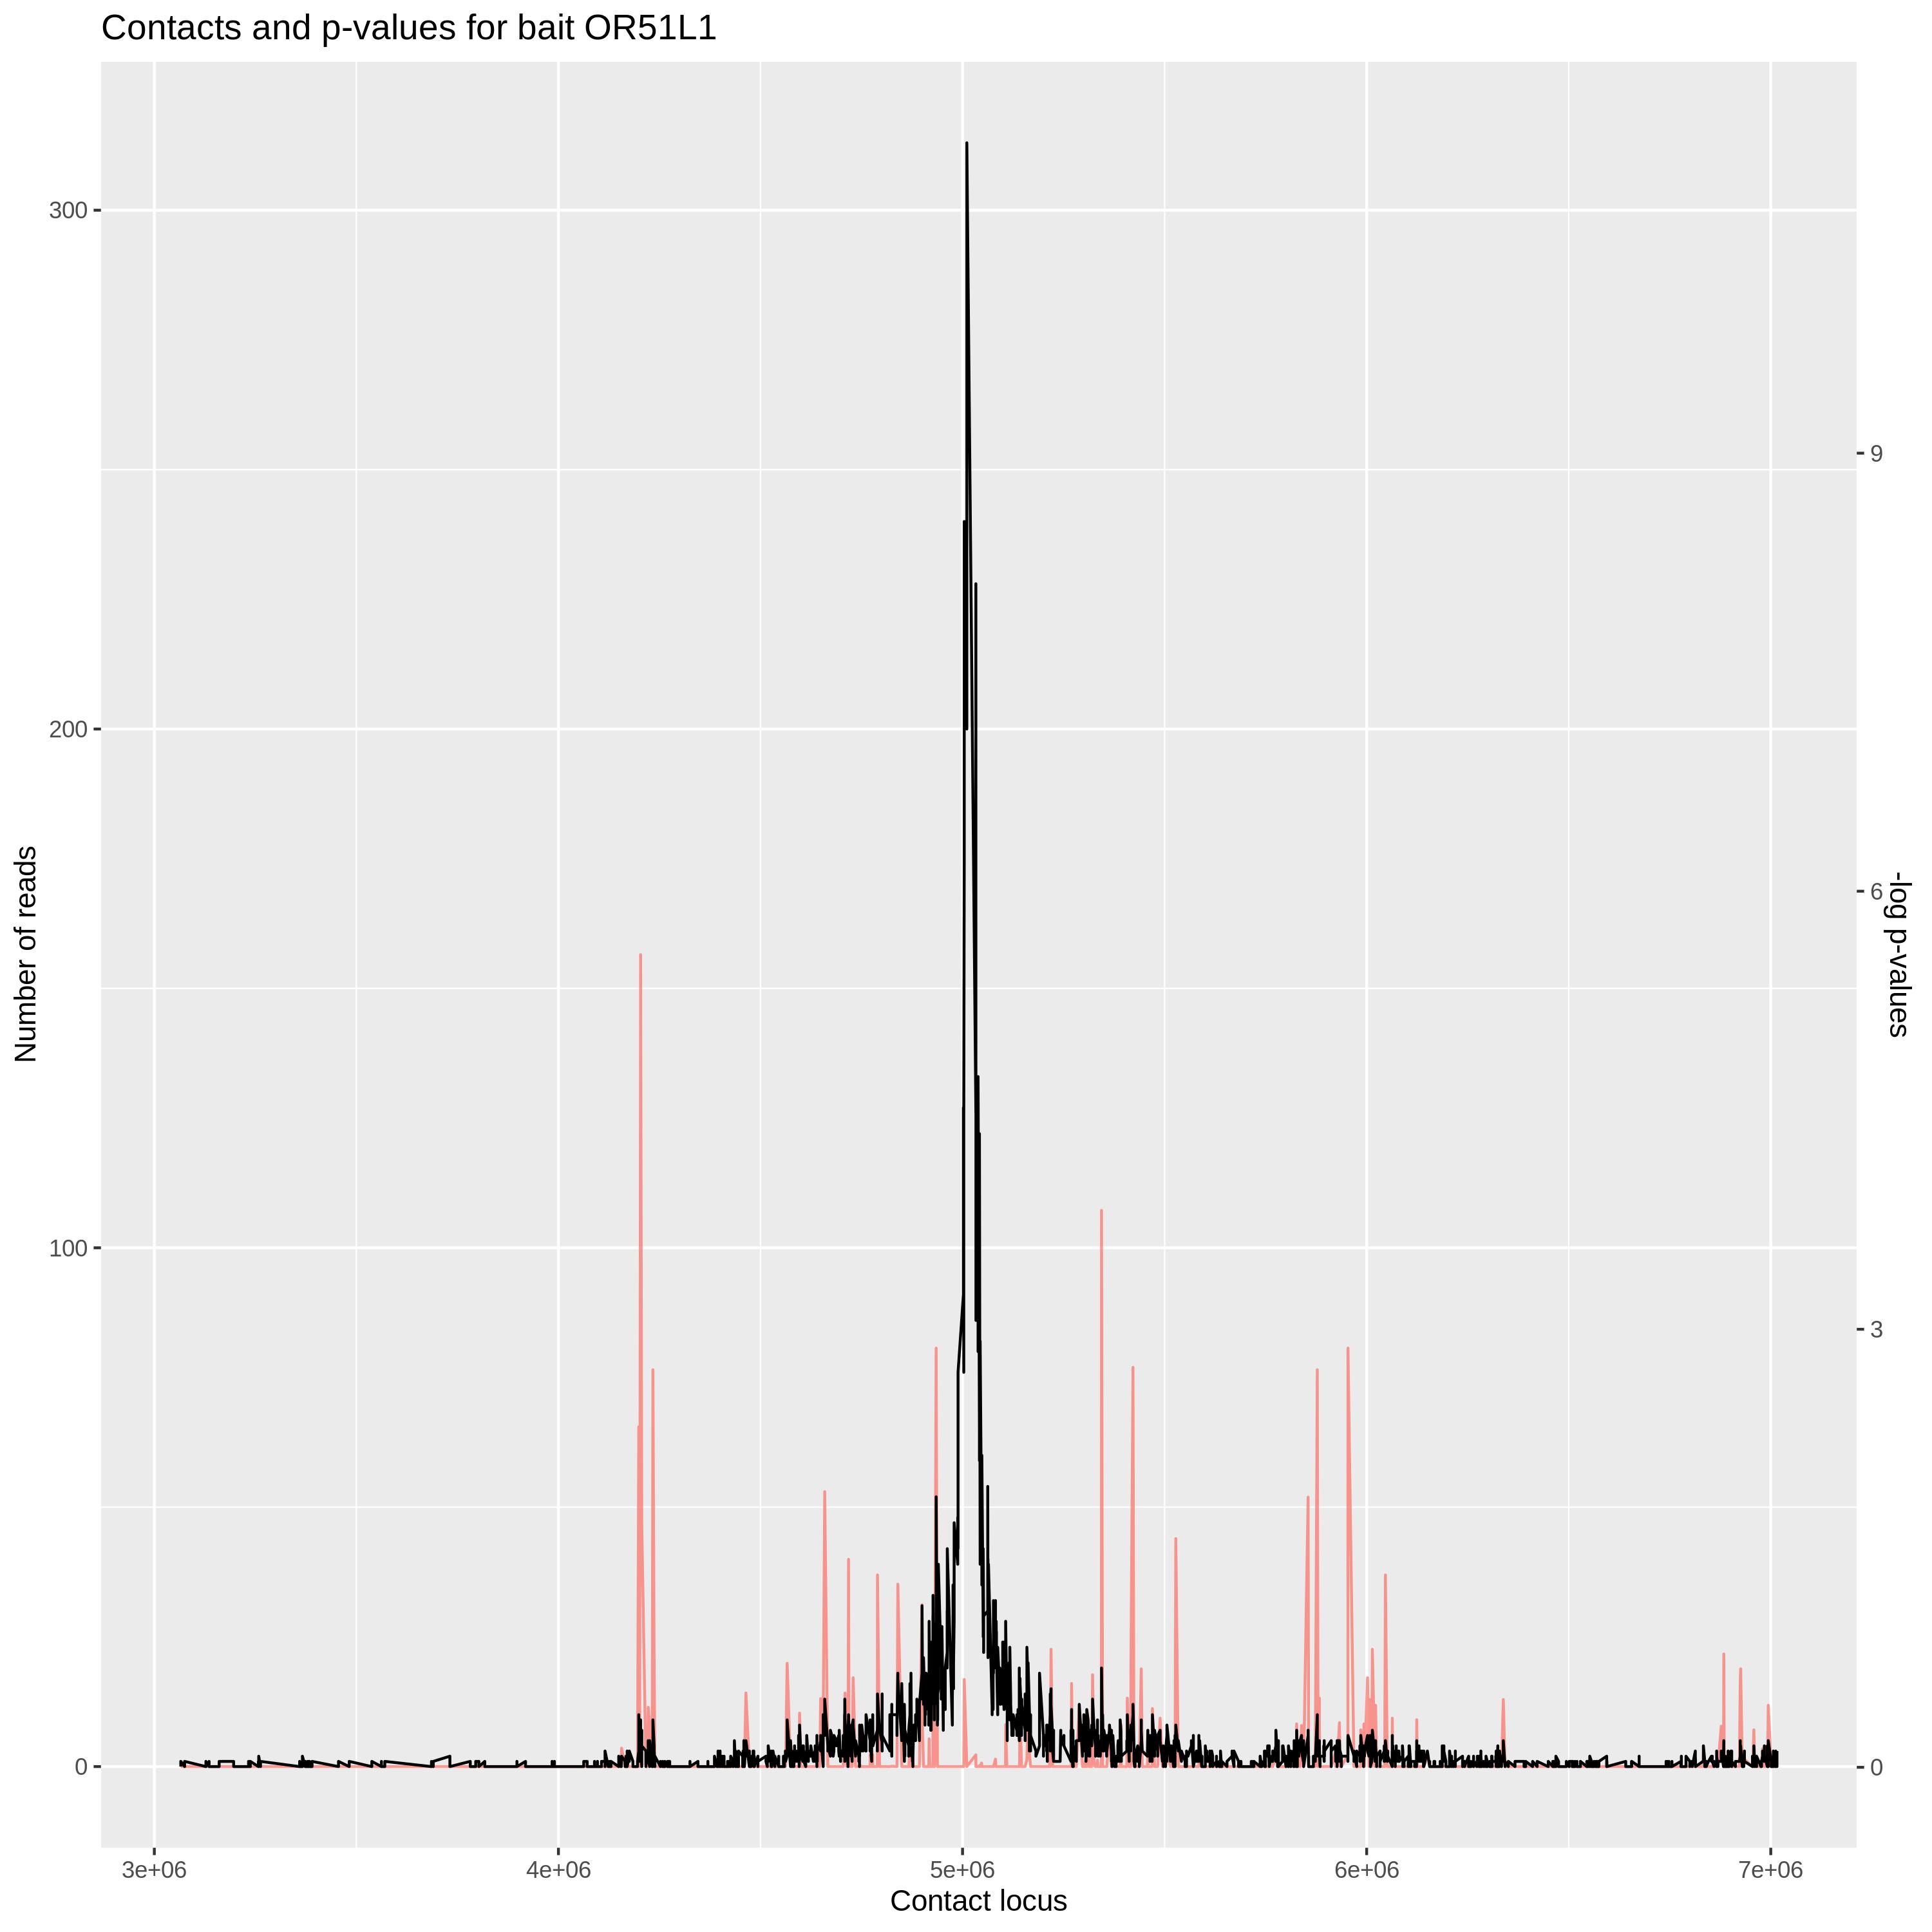 Contacts and p-values for bait OR51L1
300
200
100
0
Number of reads
9
6
3
0
-log p-values
3e+06
4e+06
5e+06
6e+06
7e+06
Contact locus